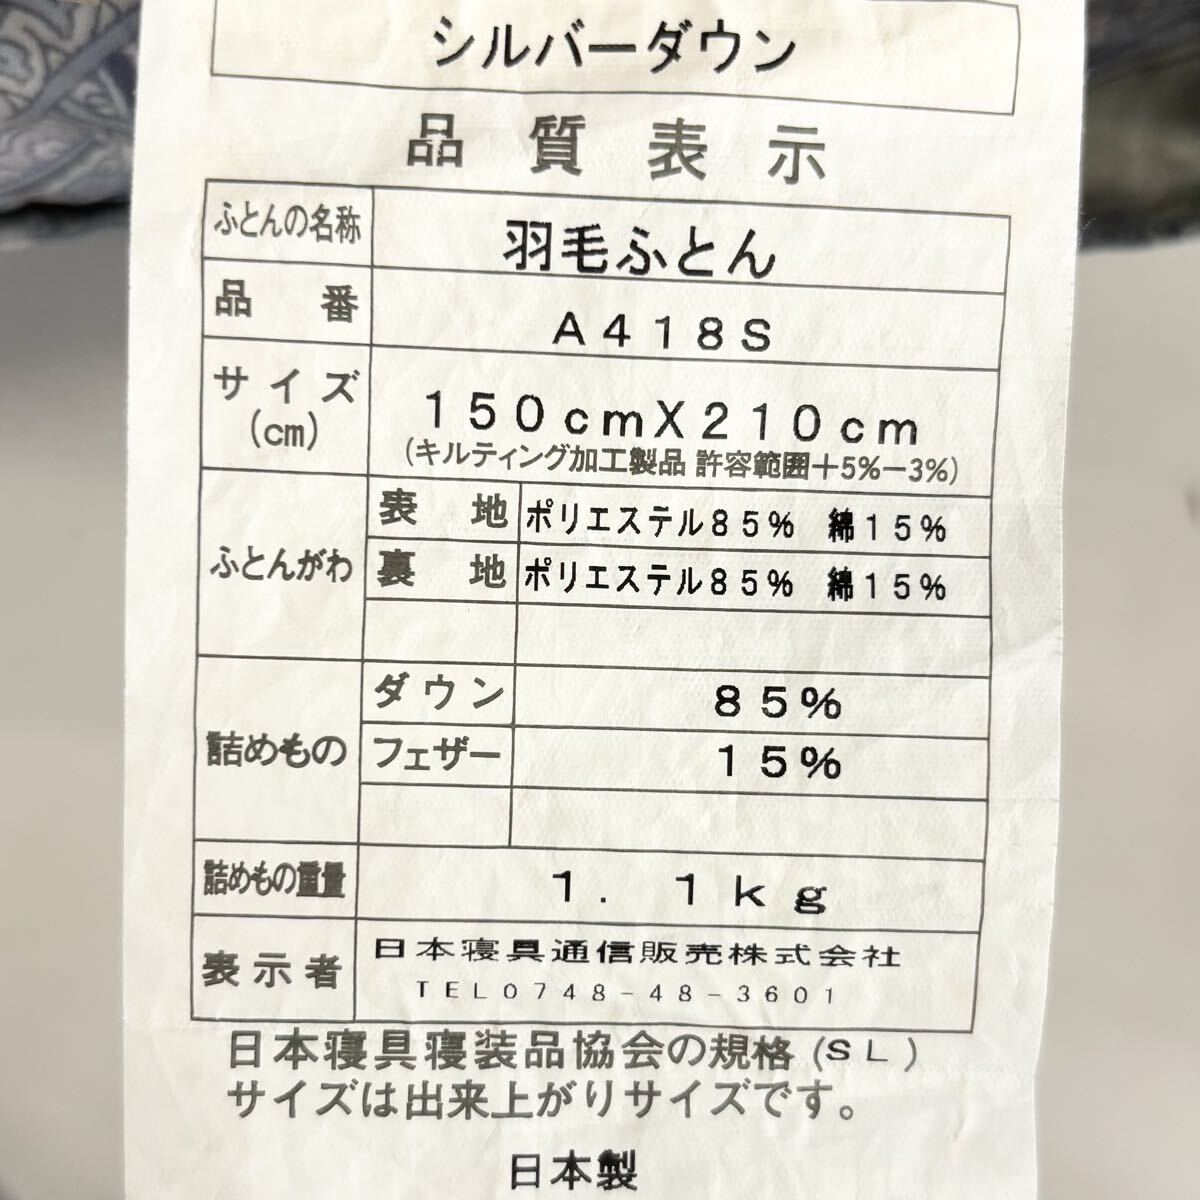 シルバーダウン
品質表示
ふとんの名称 羽毛ふとん
品番 A418S
サイズ(cm) 150cmX210cm
(キルティング加工製品 許容範囲+5%-3%)
ふとんがわ 表地 ポリエステル85% 綿15%
裏地 ポリエステル85% 綿15%
詰めもの ダウン 85%
フェザー 15%
詰めもの重量 1.1kg
表示者 日本寝具通信販売株式会社
TEL0748-48-3601
日本寝具寝装品協会の規格(SL)
サイズは出来上がりサイズです。
日本製